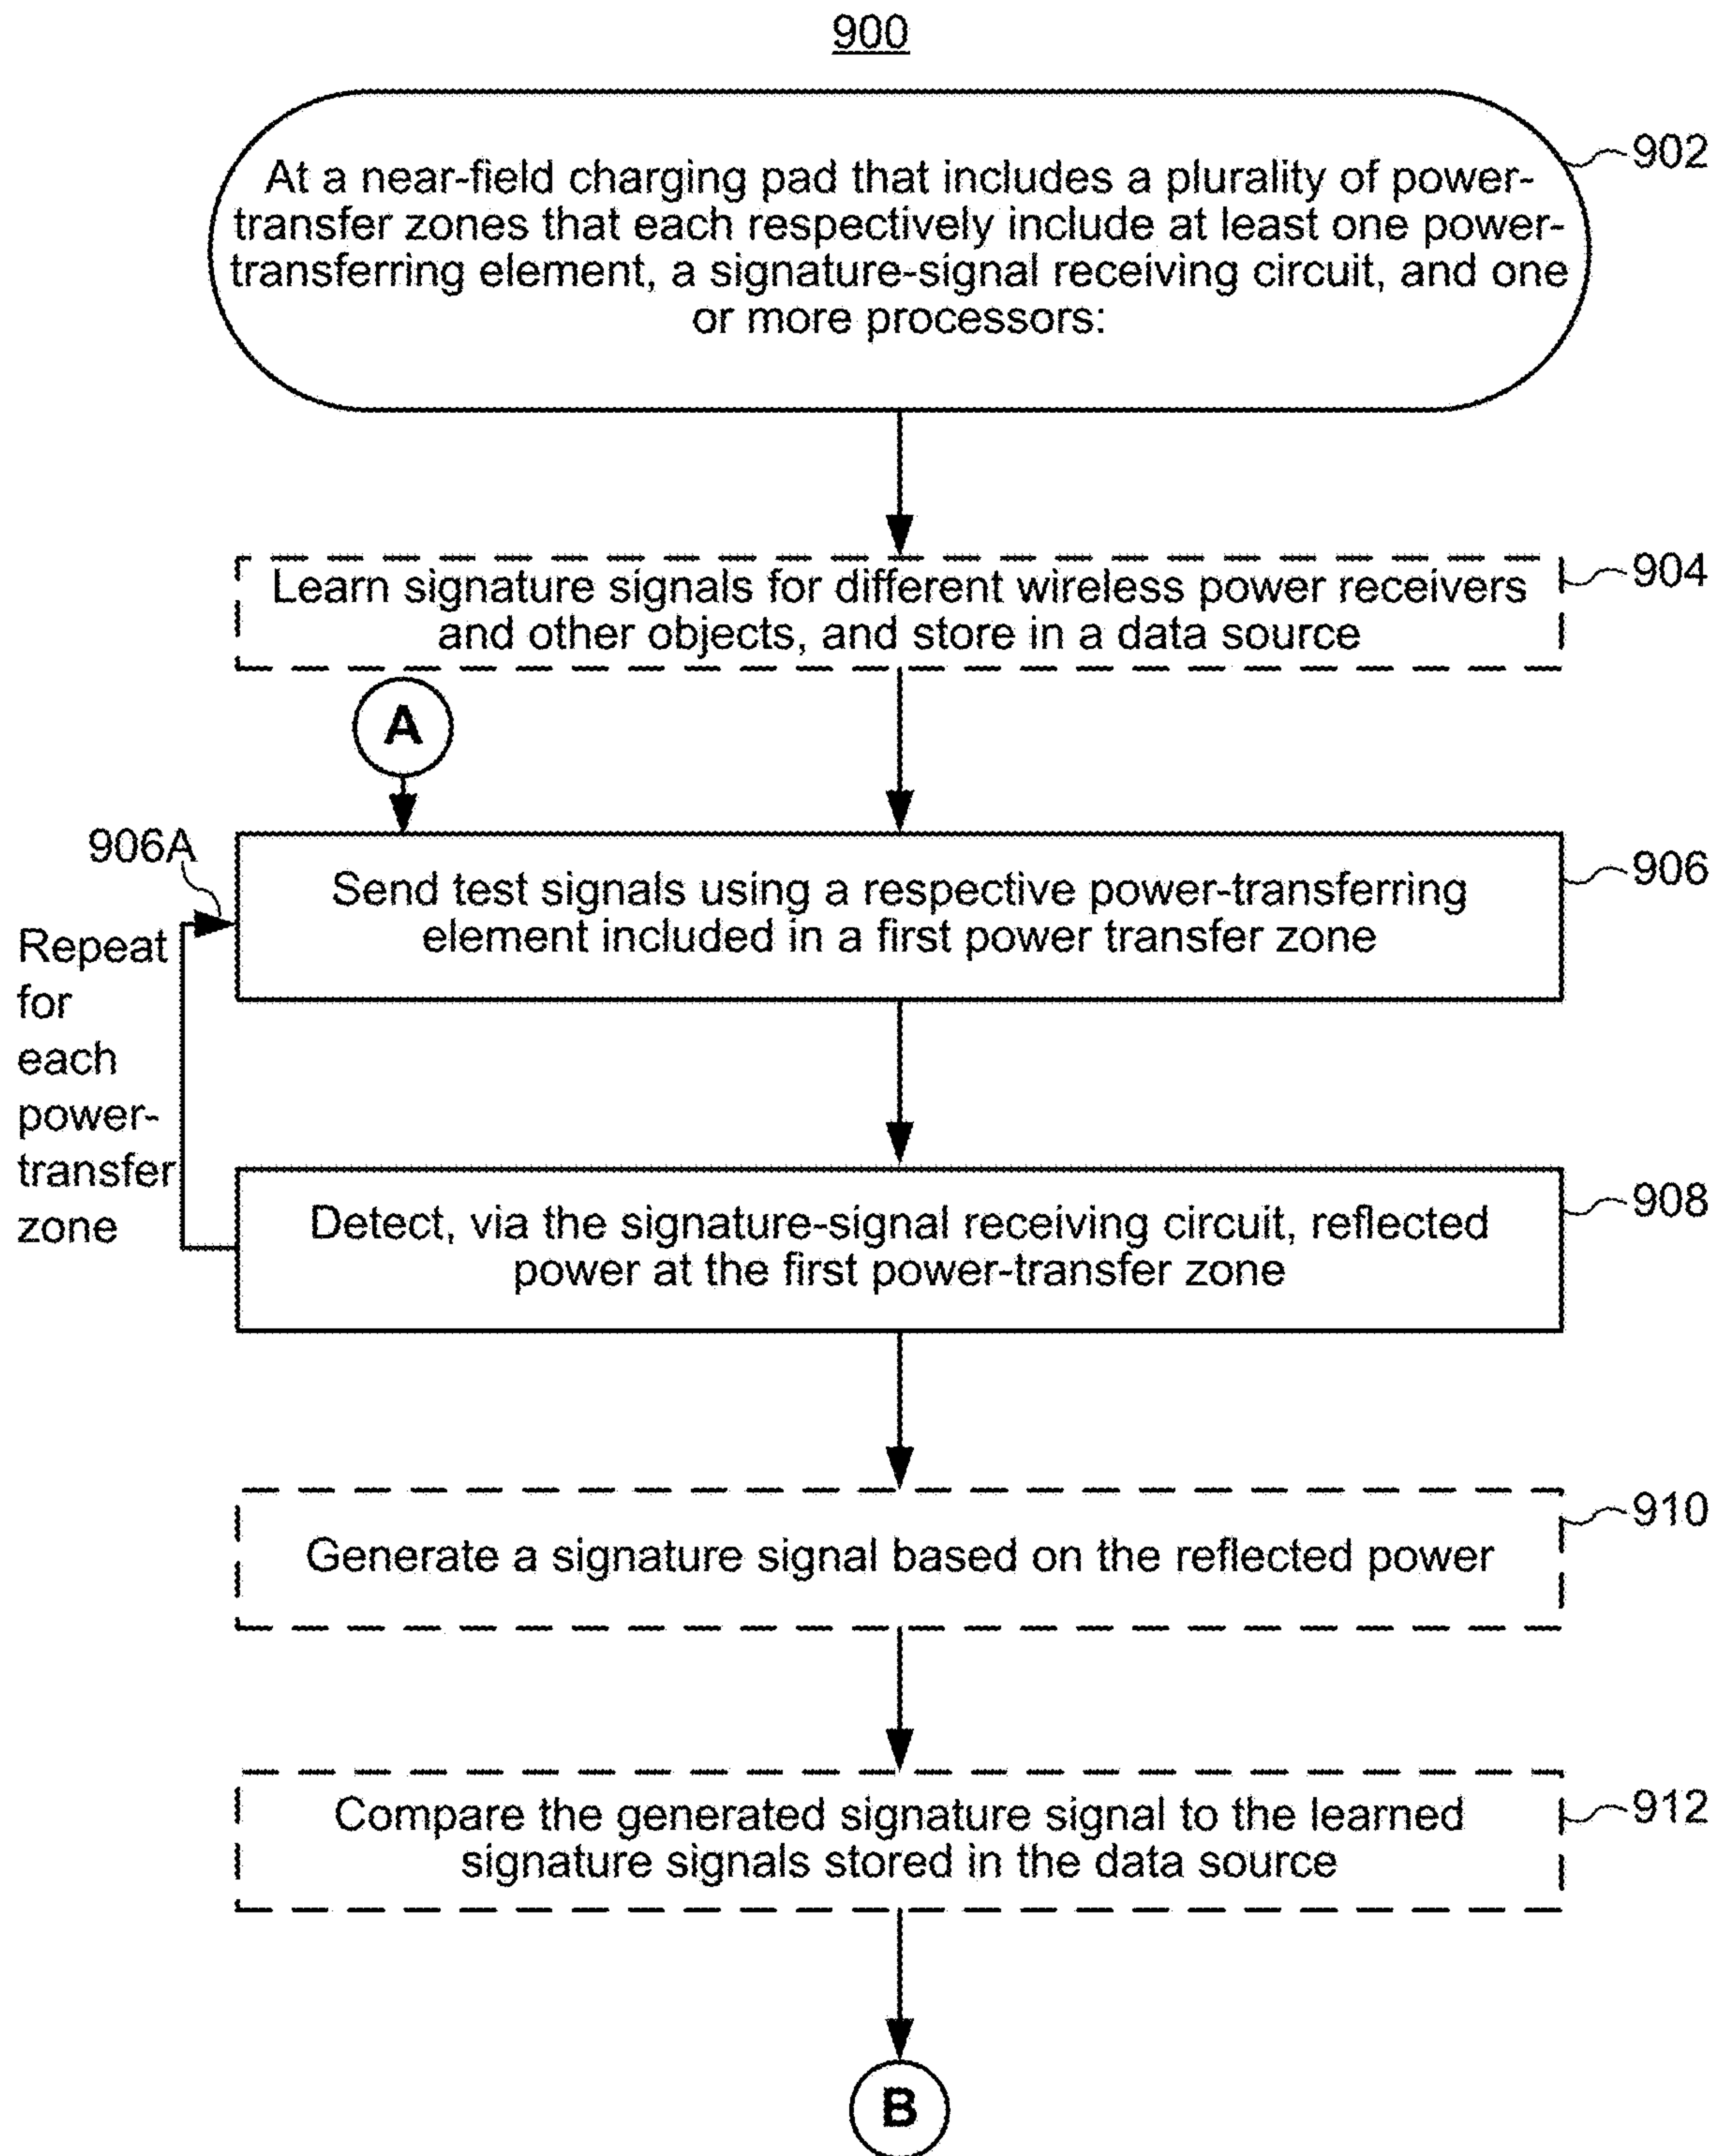 900
At a near-field charging pad that includes a plurality of power-
transfer zones that each respectively include at least one power-
transferring element, a signature-signal receiving circuit, and one
or more processors:
902
Learn signature signals for different wireless power receivers
and other objects, and store in a data source
904
A
906A
Send test signals using a respective power-transferring
element included in a first power transfer zone
906
Repeat
for
each
power-
transfer
zone
Detect, via the signature-signal receiving circuit, reflected
power at the first power-transfer zone
908
Generate a signature signal based on the reflected power
910
Compare the generated signature signal to the learned
signature signals stored in the data source
912
B